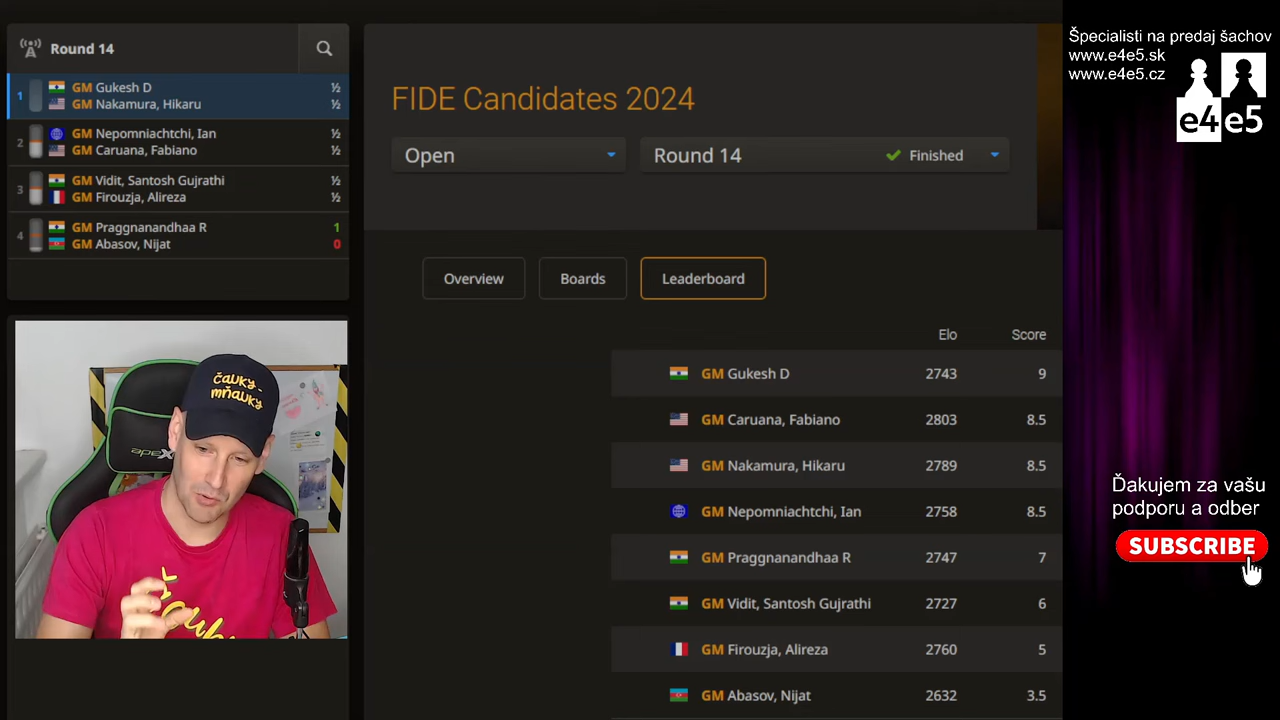 Round 14
1 GM Gukesh D ½
GM Nakamura, Hikaru ½
2 GM Nepomniachtchi, Ian ½
GM Caruana, Fabiano ½
3 GM Vidit, Santosh Gujrathi ½
GM Firouzja, Alireza ½
4 GM Praggnanandhaa R 1
GM Abasov, Nijat 0
FIDE Candidates 2024
Open
Round 14 Finished
Overview Boards Leaderboard
Elo Score
GM Gukesh D 2743 9
GM Caruana, Fabiano 2803 8.5
GM Nakamura, Hikaru 2789 8.5
GM Nepomniachtchi, Ian 2758 8.5
GM Praggnanandhaa R 2747 7
GM Vidit, Santosh Gujrathi 2727 6
GM Firouzja, Alireza 2760 5
GM Abasov, Nijat 2632 3.5
čauky-
mňauky
apex
Špecialisti na predaj šachov
www.e4e5.sk
www.e4e5.cz
e4e5
Ďakujem za vašu
podporu a odber
SUBSCRIBE